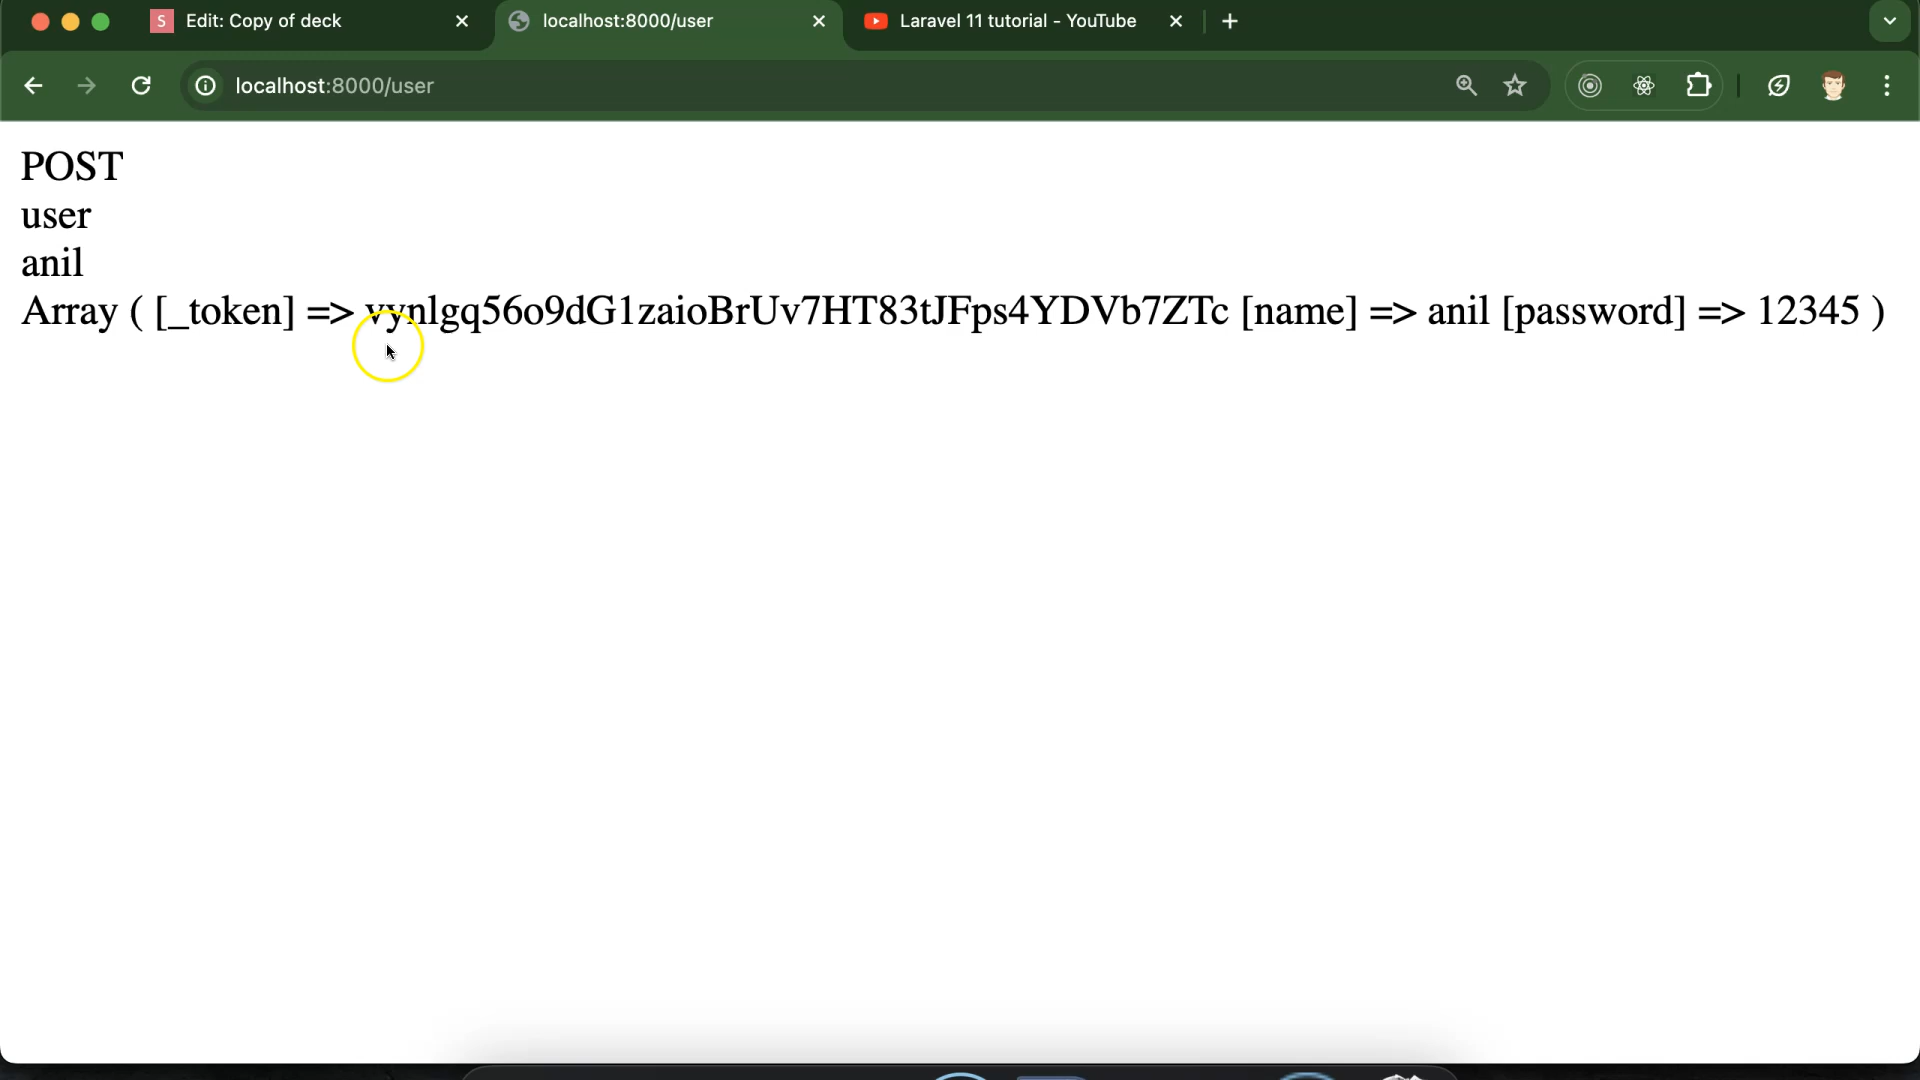 S Edit: Copy of deck
localhost:8000/user
Laravel 11 tutorial - YouTube
localhost:8000/user
POST
user
anil
Array ( [_token] => vynlgq56o9dG1zaioBrUv7HT83tJFps4YDVb7ZTc [name] => anil [password] => 12345 )